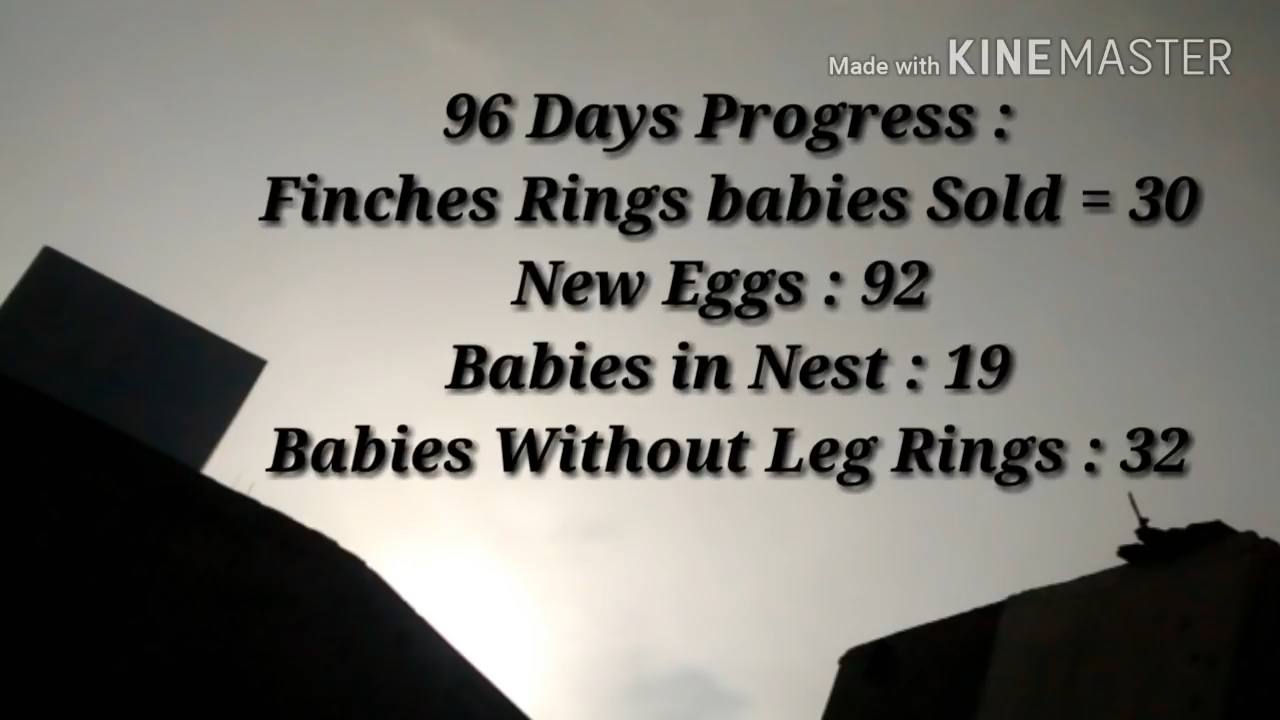 Made with KINEMASTER
96 Days Progress :
Finches Rings babies Sold = 30
New Eggs : 92
Babies in Nest : 19
Babies Without Leg Rings : 32